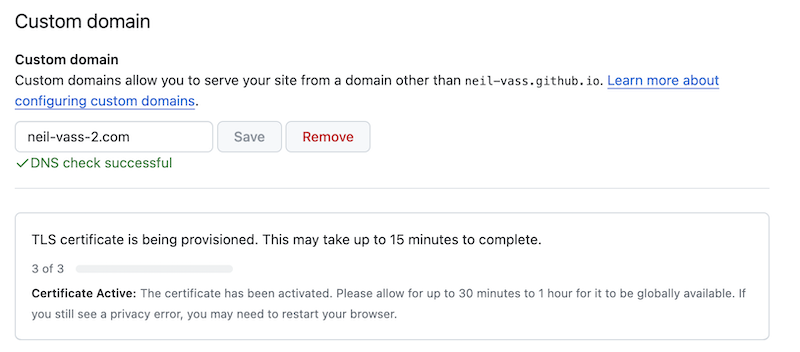 Custom domain
Custom domain
Custom domains allow you to serve your site from a domain other than neil-vass.github.io. Learn more about
configuring custom domains.
neil-vass-2.com Save Remove
✓DNS check successful
TLS certificate is being provisioned. This may take up to 15 minutes to complete.
3 of 3
Certificate Active: The certificate has been activated. Please allow for up to 30 minutes to 1 hour for it to be globally available. If
you still see a privacy error, you may need to restart your browser.